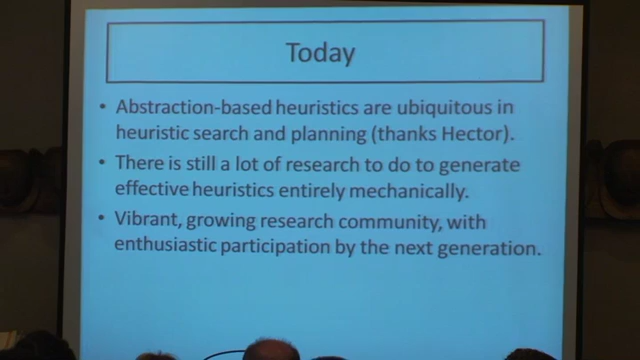 Today
• Abstraction-based heuristics are ubiquitous in
heuristic search and planning (thanks Hector).
• There is still a lot of research to do to generate
effective heuristics entirely mechanically.
• Vibrant, growing research community, with
enthusiastic participation by the next generation.